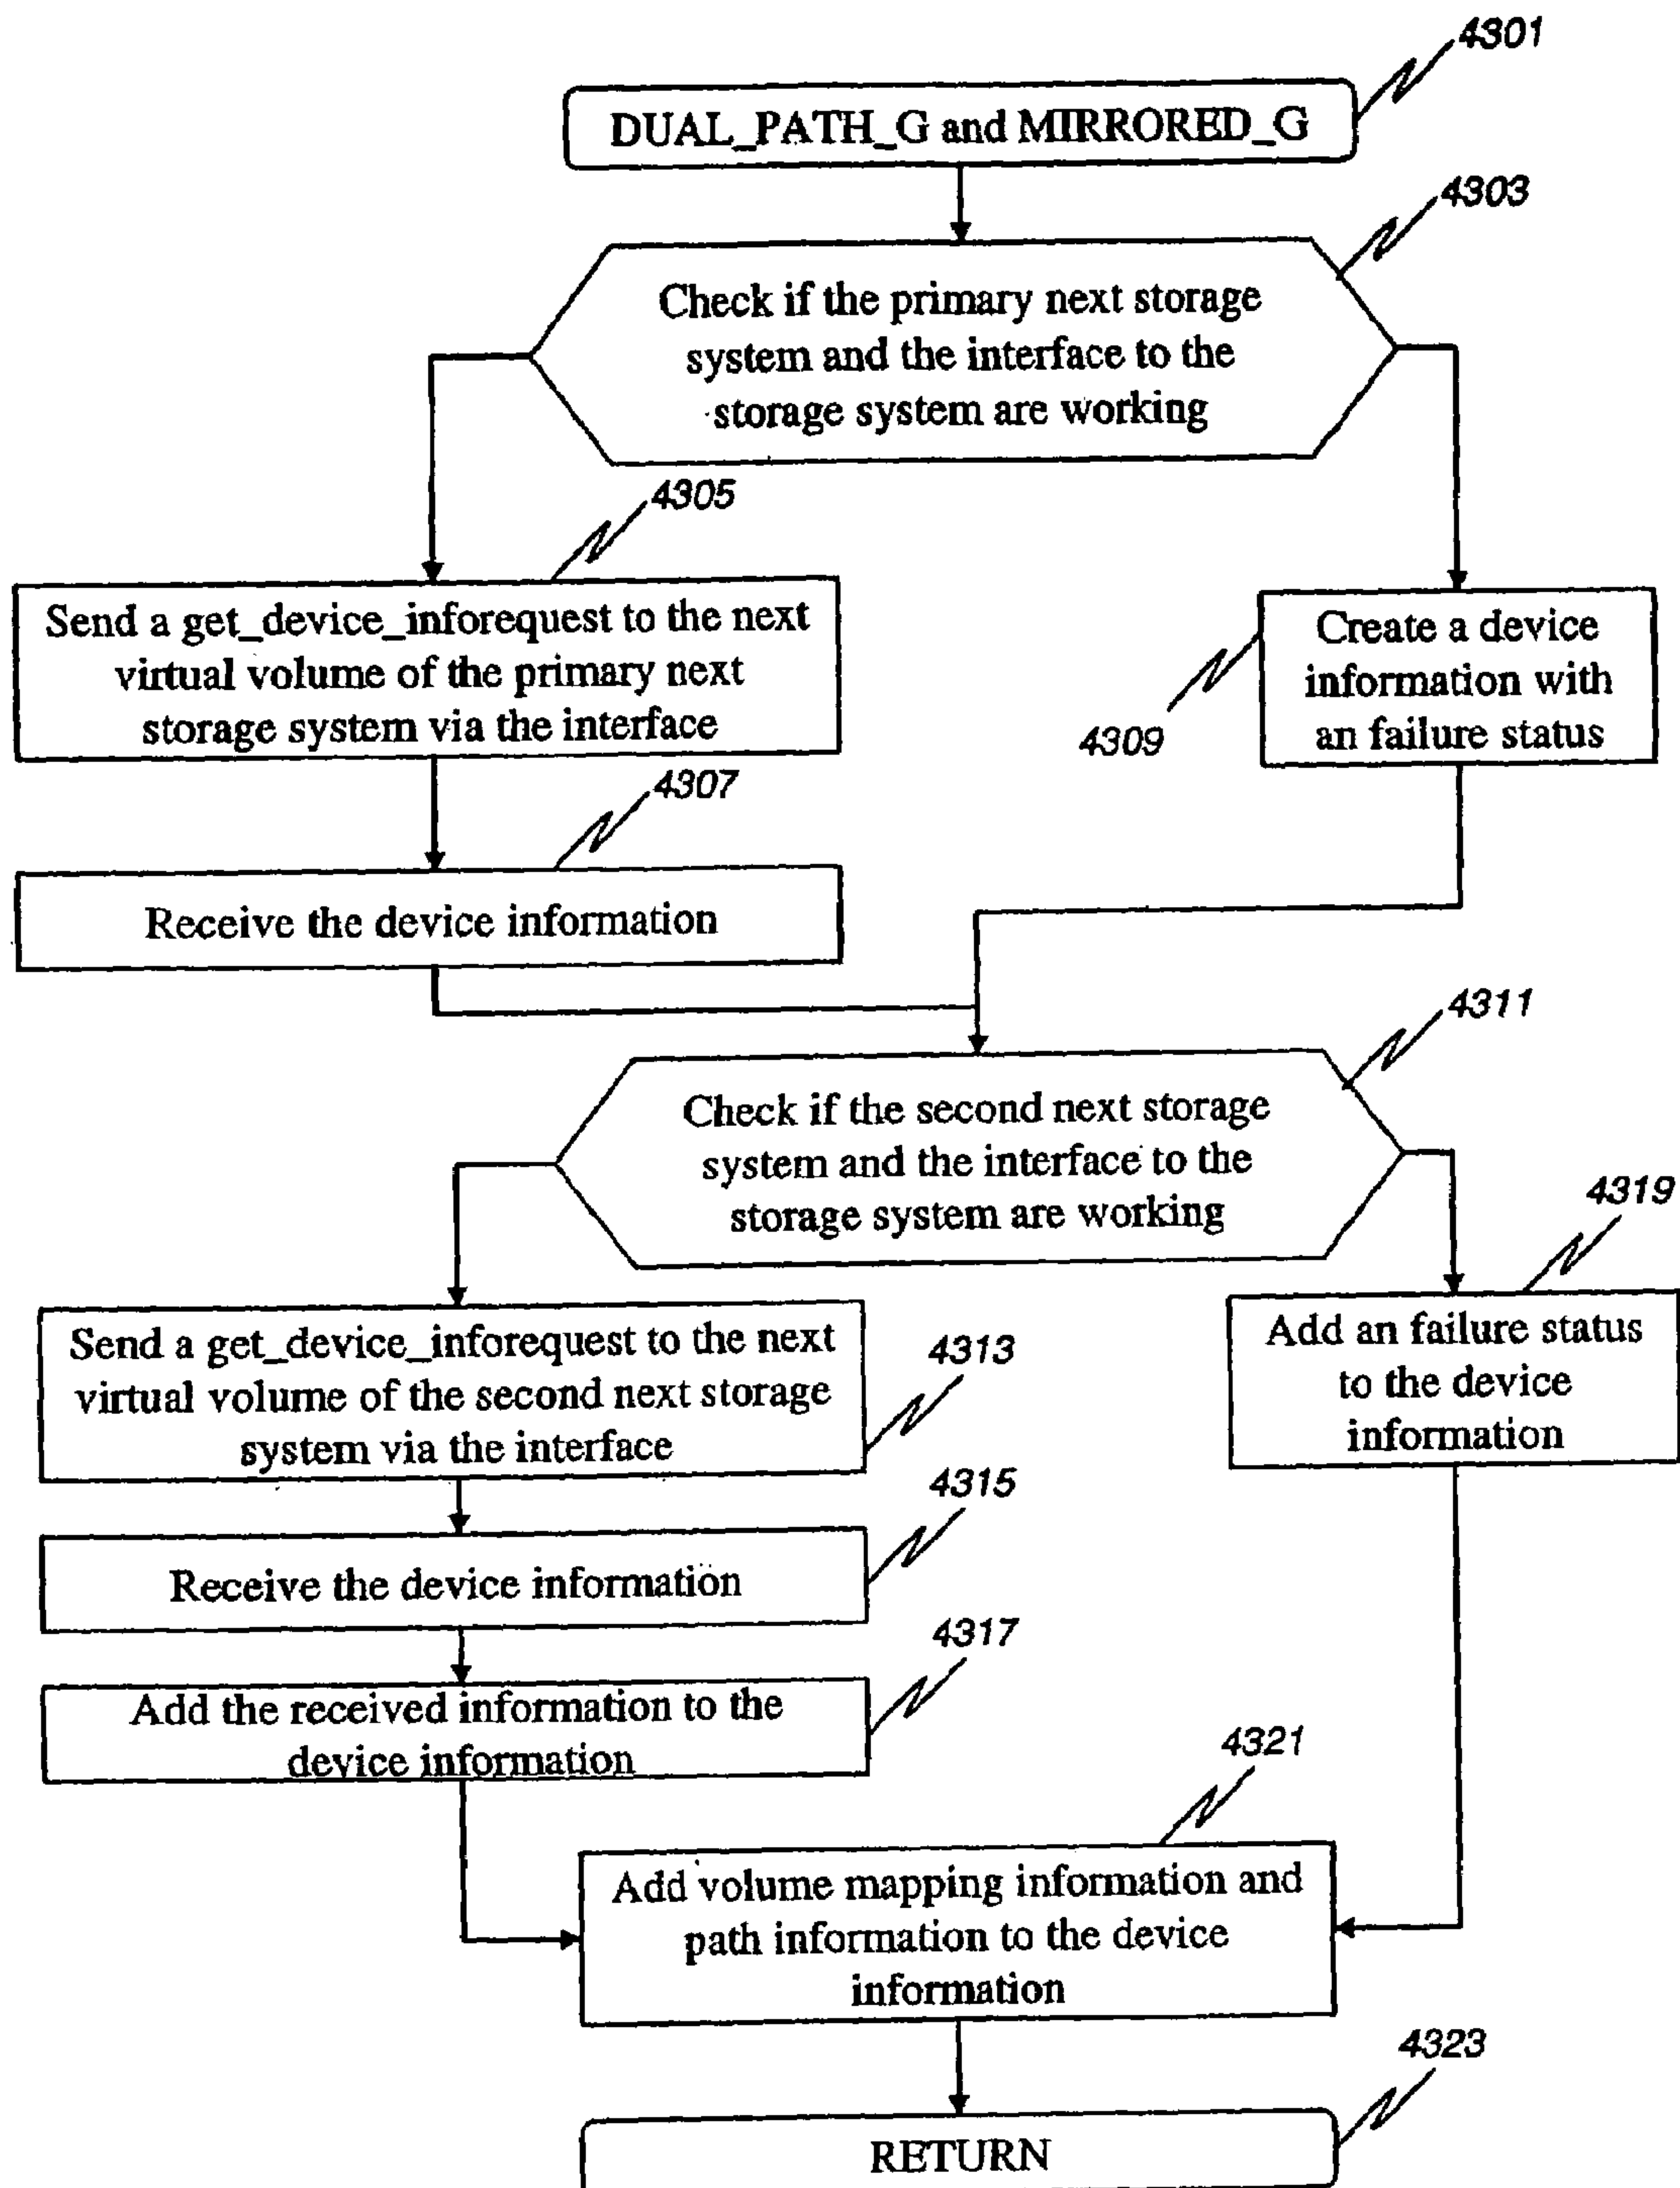 4301
DUAL_PATH_G and MIRRORED_G
4303
Check if the primary next storage
system and the interface to the
storage system are working
4305
Send a get_device_inforequest to the next
virtual volume of the primary next
storage system via the interface
Create a device
information with
an failure status
4309
4307
Receive the device information
4311
Check if the second next storage
system and the interface to the
storage system are working
4319
Send a get_device_inforequest to the next
virtual volume of the second next storage
system via the interface
4313
Add an failure status
to the device
information
4315
Receive the device information
4317
Add the received information to the
device information
4321
Add volume mapping information and
path information to the device
information
4323
RETURN